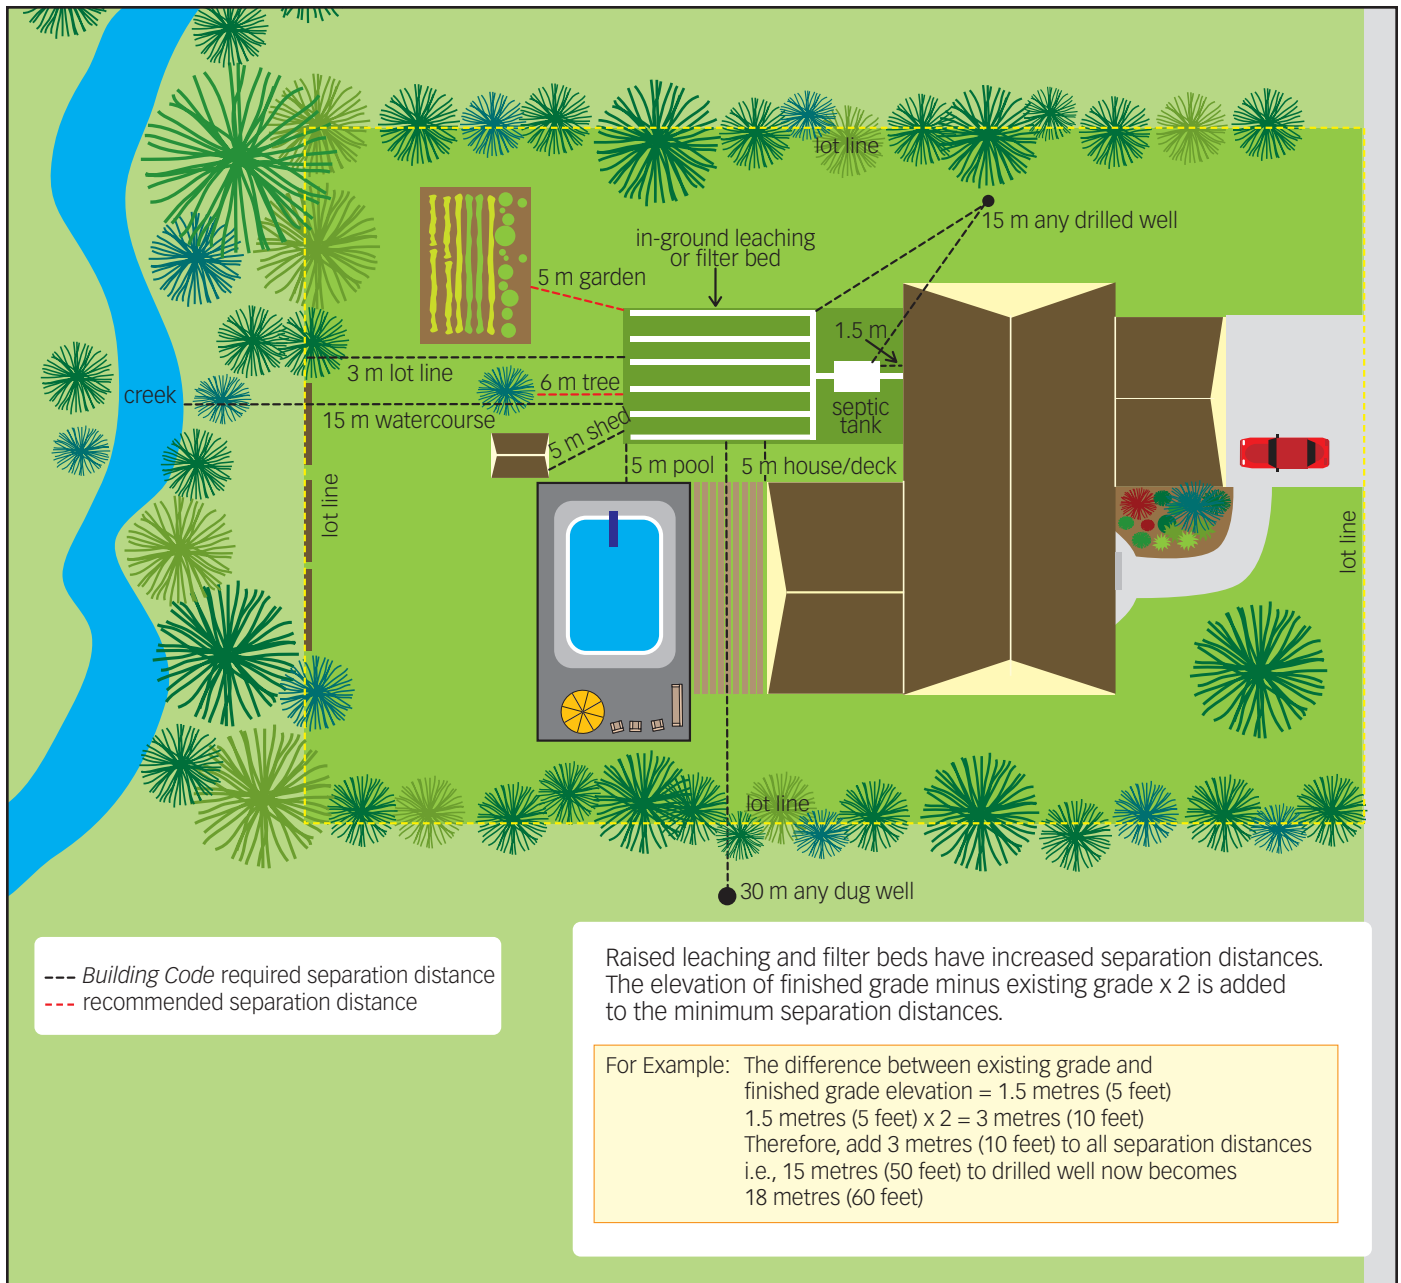 lot line
15 m any drilled well
in-ground leaching
or filter bed
5 m garden
1.5 m
3 m lot line
6 m tree
creek
15 m watercourse
septic
tank
5 m shed
5 m pool
5 m house/deck
lot line
lot line
lot line
30 m any dug well
--- Building Code required separation distance
--- recommended separation distance
Raised leaching and filter beds have increased separation distances.
The elevation of finished grade minus existing grade x 2 is added
to the minimum separation distances.
For Example: The difference between existing grade and
finished grade elevation = 1.5 metres (5 feet)
1.5 metres (5 feet) x 2 = 3 metres (10 feet)
Therefore, add 3 metres (10 feet) to all separation distances
i.e., 15 metres (50 feet) to drilled well now becomes
18 metres (60 feet)